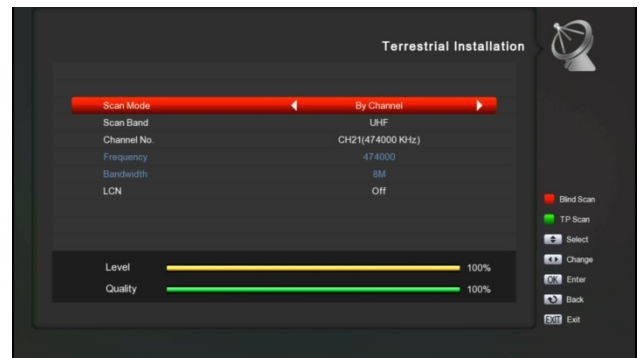 Terrestrial Installation
Scan Mode By Channel
Scan Band UHF
Channel No. CH21(474000 KHz)
Frequency 474000
Bandwidth 8M
LCN Off
Blind Scan
TP Scan
Select
Change
OK Enter
Back
EXIT Exit
Level 100%
Quality 100%